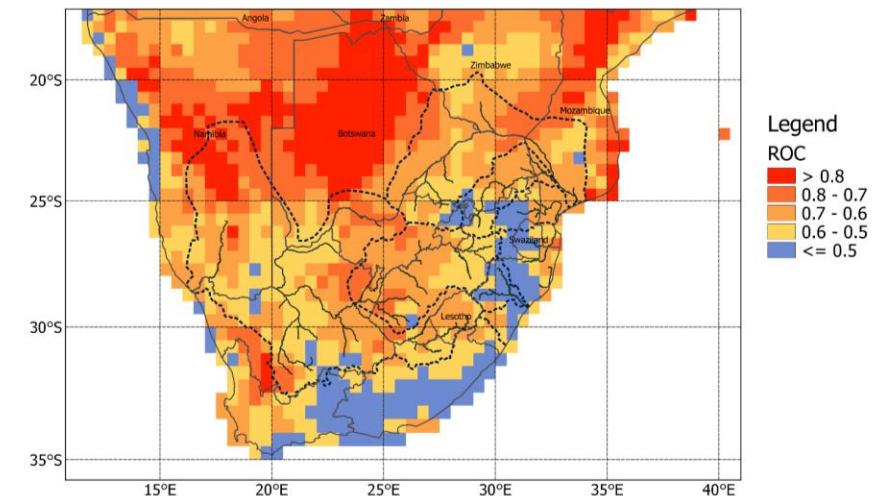 Angola
Zambia
20°S
Zimbabwe
Mozambique
Namibia
Botswana
25°S
Swaziland
Lesotho
30°S
35°S
15°E
20°E
25°E
30°E
35°E
40°E
Legend
ROC
> 0.8
0.8 - 0.7
0.7 - 0.6
0.6 - 0.5
<= 0.5